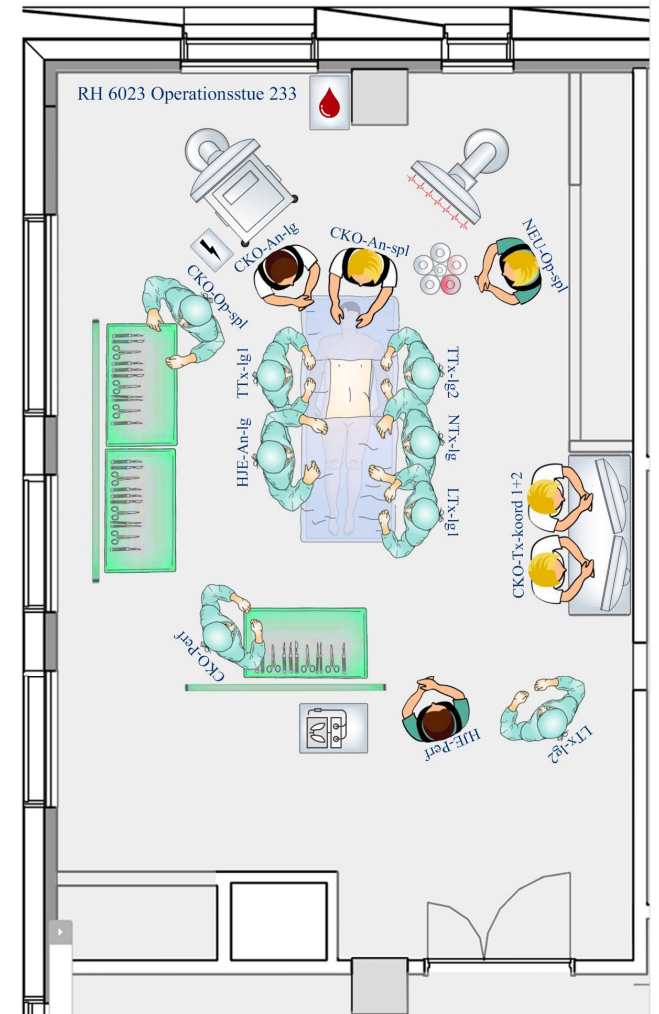 RH 6023 Operationsstue 233
CKO-An-lg
CKO-An-spl
NEU-Op-spl
CKO-Op-spl
TTx-lg1
TTx-lg2
HJE-An-lg
NTx-lg
LTx-lg1
CKO-Tx-koord 1+2
CKO-Perf
HJE-Perf
LTx-lg2